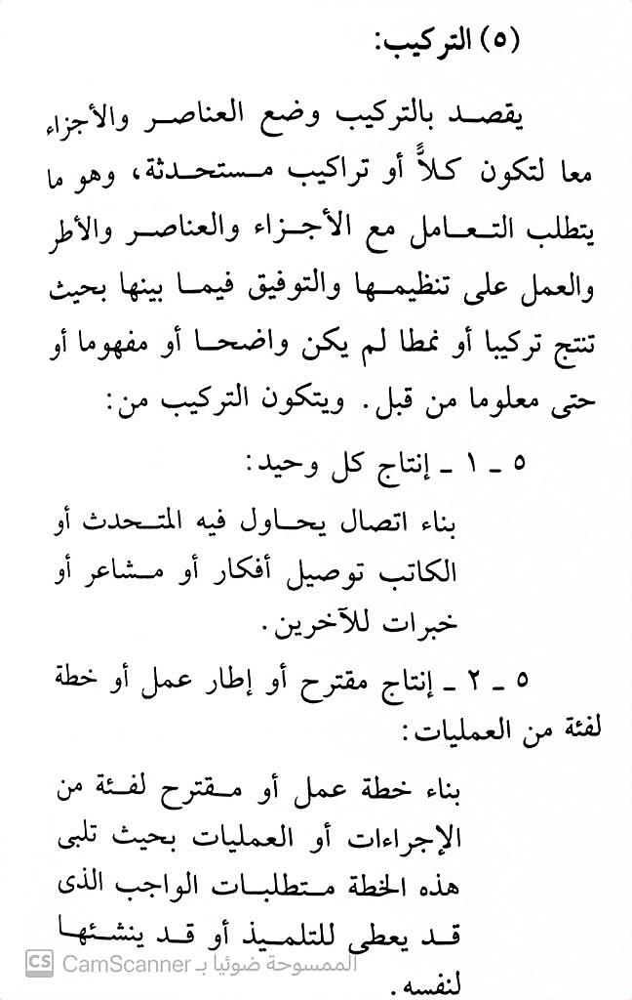 (٥) التركيب:
يقصد بالتركيب وضع العناصر والأجزاء
معا لتكون كلاًّ أو تراكيب مستحدثة، وهو ما
يتطلب التعامل مع الأجزاء والعناصر والأطر
والعمل على تنظيمها والتوفيق فيما بينها بحيث
تنتج تركيبا أو نمطا لم يكن واضحا أو مفهوما أو
حتى معلوما من قبل. ويتكون التركيب من:
٥ ـ ١ ـ إنتاج كل وحيد:
بناء اتصال يحاول فيه المتحدث أو
الكاتب توصيل أفكار أو مشاعر أو
خبرات للآخرين.
٥ ـ ٢ ـ إنتاج مقترح أو إطار عمل أو خطة
لفئة من العمليات:
بناء خطة عمل أو مقترح لفئة من
الإجراءات أو العمليات بحيث تلبى
هذه الخطة متطلبات الواجب الذى
قد يعطى للتلميذ أو قد ينشئها
لنفسه.
CS CamScanner الممسوحة ضوئيا بـ